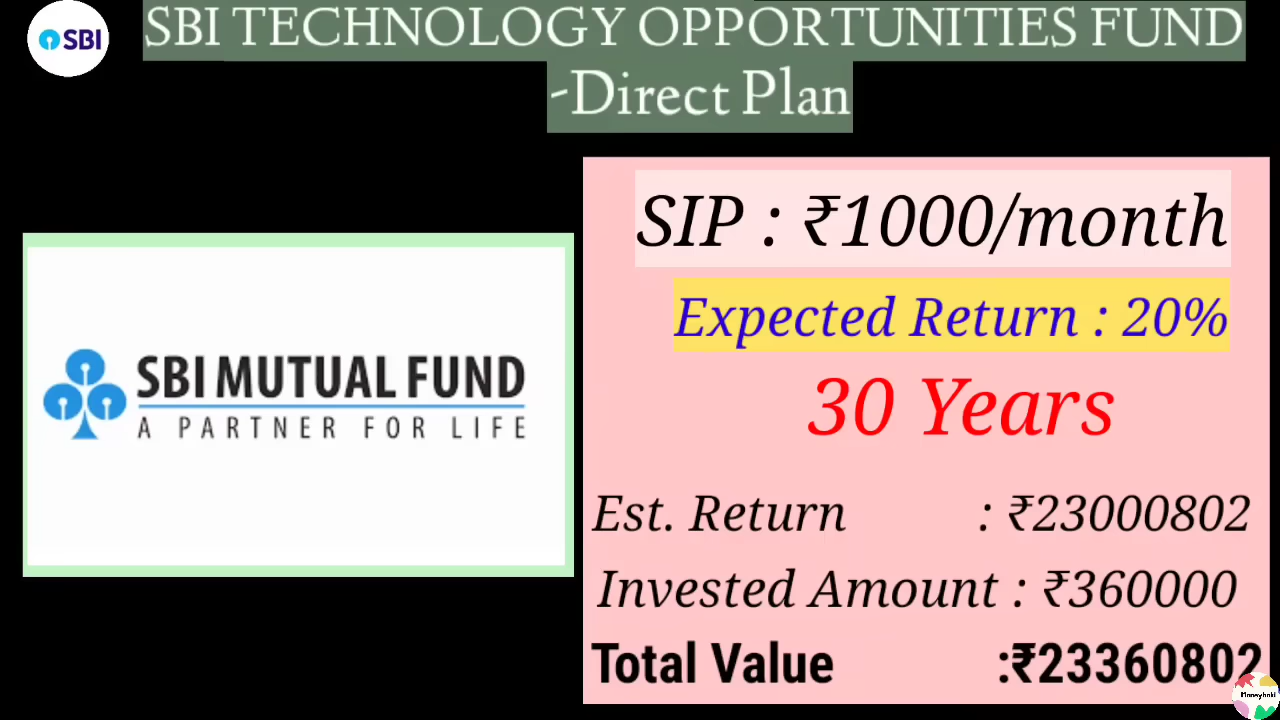 SBI
SBI TECHNOLOGY OPPORTUNITIES FUND
-Direct Plan
SBI MUTUAL FUND
A PARTNER FOR LIFE
SIP : ₹1000/month
Expected Return : 20%
30 Years
Est. Return : ₹23000802
Invested Amount : ₹360000
Total Value :₹23360802